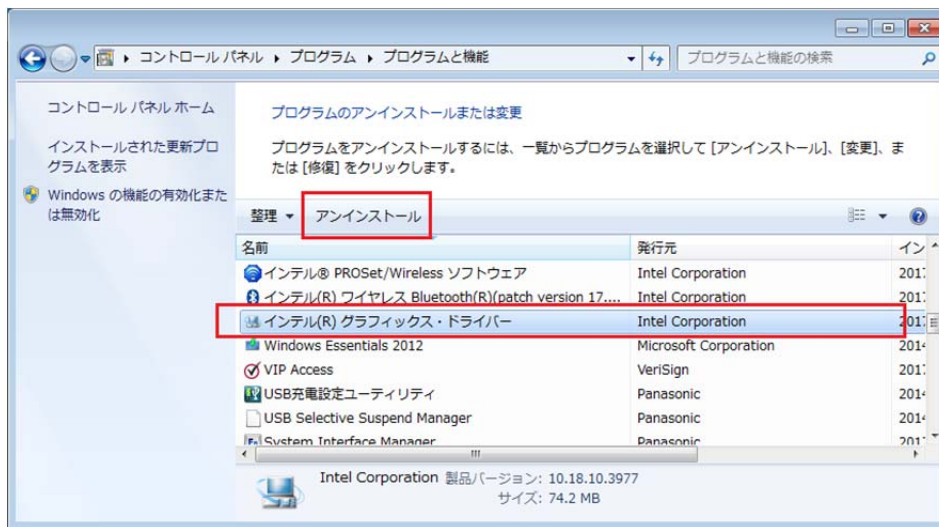 コントロール パネル ▸ プログラム ▸ プログラムと機能
プログラムと機能の検索
コントロール パネル ホーム
インストールされた更新プロ
グラムを表示
Windows の機能の有効化また
は無効化
プログラムのアンインストールまたは変更
プログラムをアンインストールするには、一覧からプログラムを選択して [アンインストール]、[変更]、ま
たは [修復] をクリックします。
整理 アンインストール
名前 発行元 イン
インテル® PROSet/Wireless ソフトウェア Intel Corporation 2017
インテル(R) ワイヤレス Bluetooth(R)(patch version 17.... Intel Corporation 201
インテル(R) グラフィックス・ドライバー Intel Corporation 201
Windows Essentials 2012 Microsoft Corporation 2014
VIP Access VeriSign 201
USB充電設定ユーティリティ Panasonic 2014
USB Selective Suspend Manager Panasonic 2014
System Interface Manager Panasonic 201
Intel Corporation 製品バージョン: 10.18.10.3977
サイズ: 74.2 MB